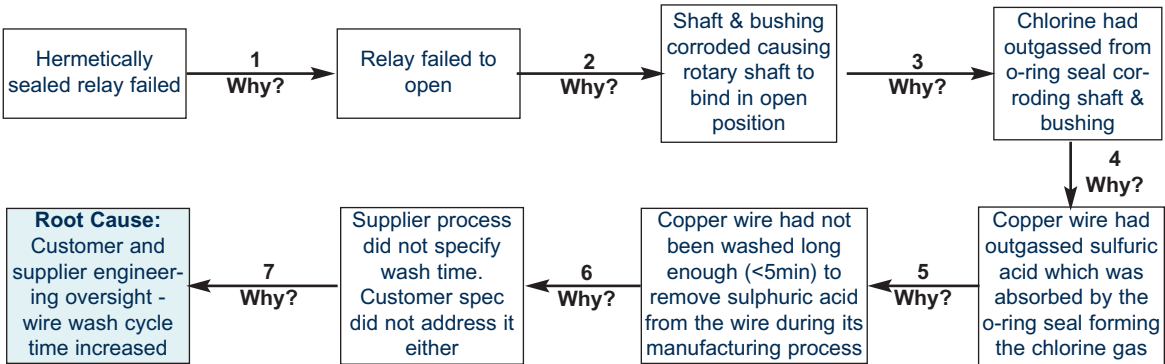 Hermetically
sealed relay failed
1
Why?
Relay failed to
open
2
Why?
Shaft & bushing
corroded causing
rotary shaft to
bind in open
position
3
Why?
Chlorine had
outgassed from
o-ring seal cor-
roding shaft &
bushing
4
Why?
Copper wire had
outgassed sulfuric
acid which was
absorbed by the
o-ring seal forming
the chlorine gas
5
Why?
Copper wire had not
been washed long
enough (<5min) to
remove sulphuric acid
from the wire during its
manufacturing process
6
Why?
Supplier process
did not specify
wash time.
Customer spec
did not address it
either
7
Why?
Root Cause:
Customer and
supplier engineer-
ing oversight -
wire wash cycle
time increased